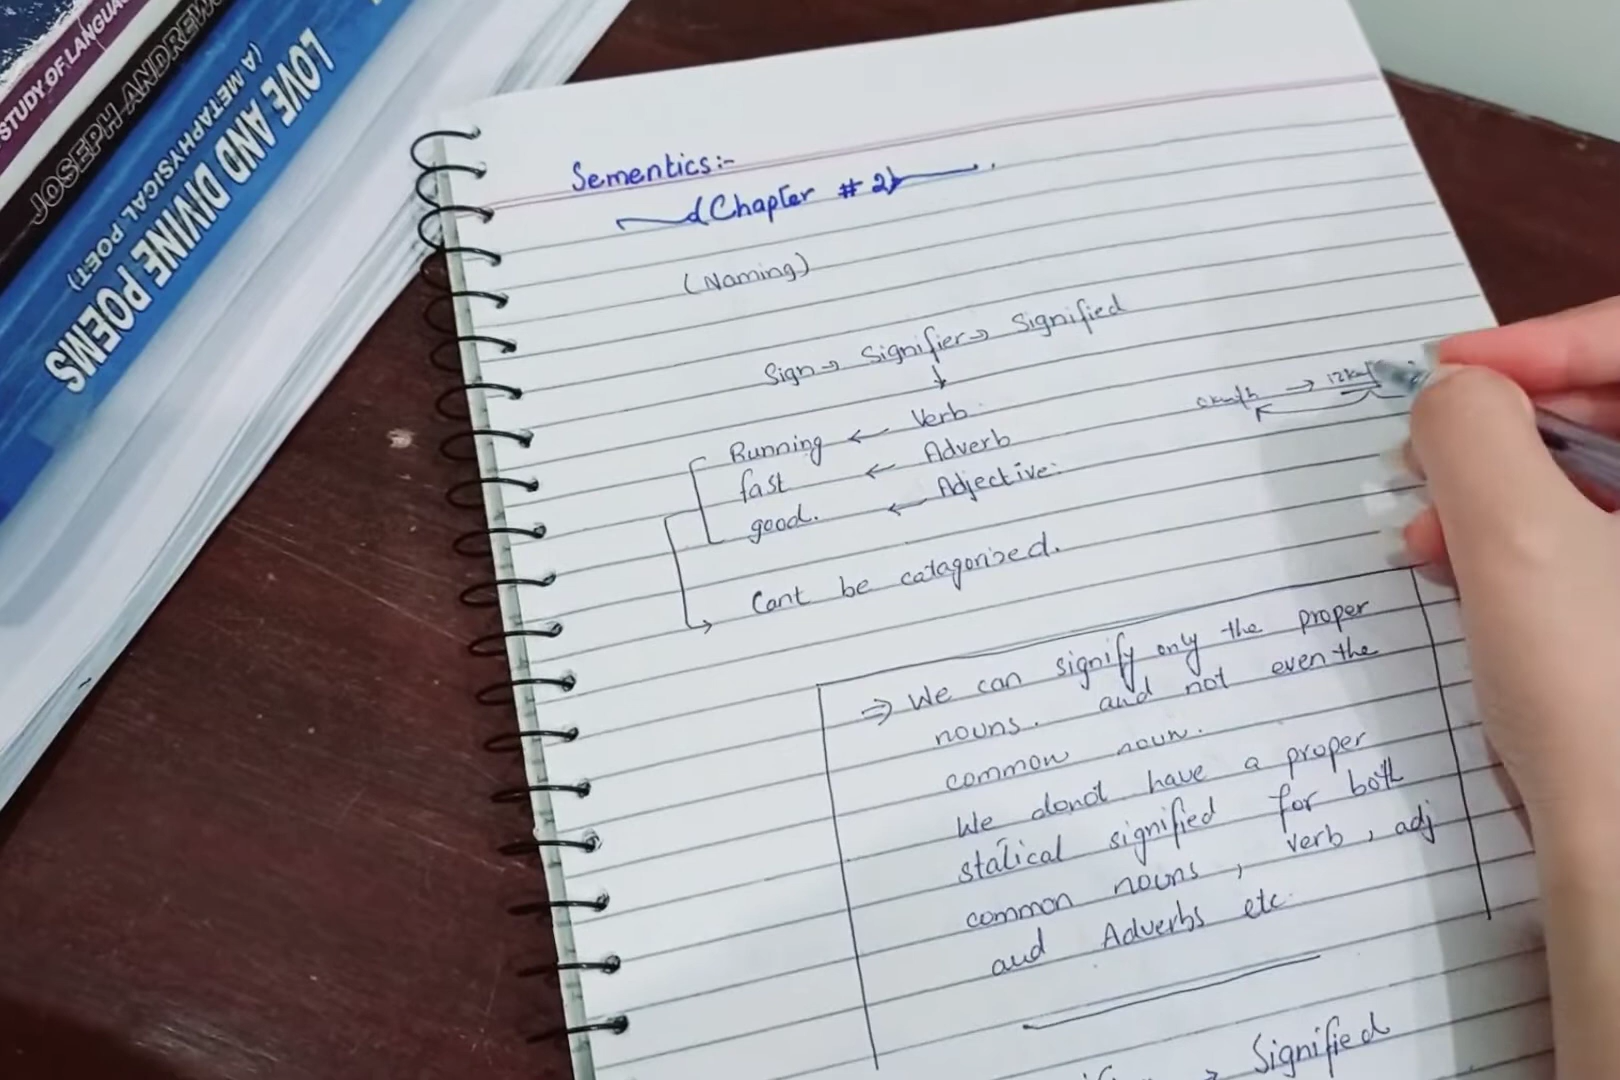 STUDY OF LANGUA
JOSEPH ANDREW
LOVE AND DIVINE POEMS
(A METAPHYSICAL POET)
Sementics:-
(Chapter # 2)
(Naming)
Sign → Signifier → Signified
Running ← Verb
fast ← Adverb
good. ← Adjective
Cant be catagorised.
⇒ We can signify only the proper
nouns. and not even the
common noun.
We donot have a proper
statical signified for both
common nouns, verb, adj
and Adverbs etc
Signified